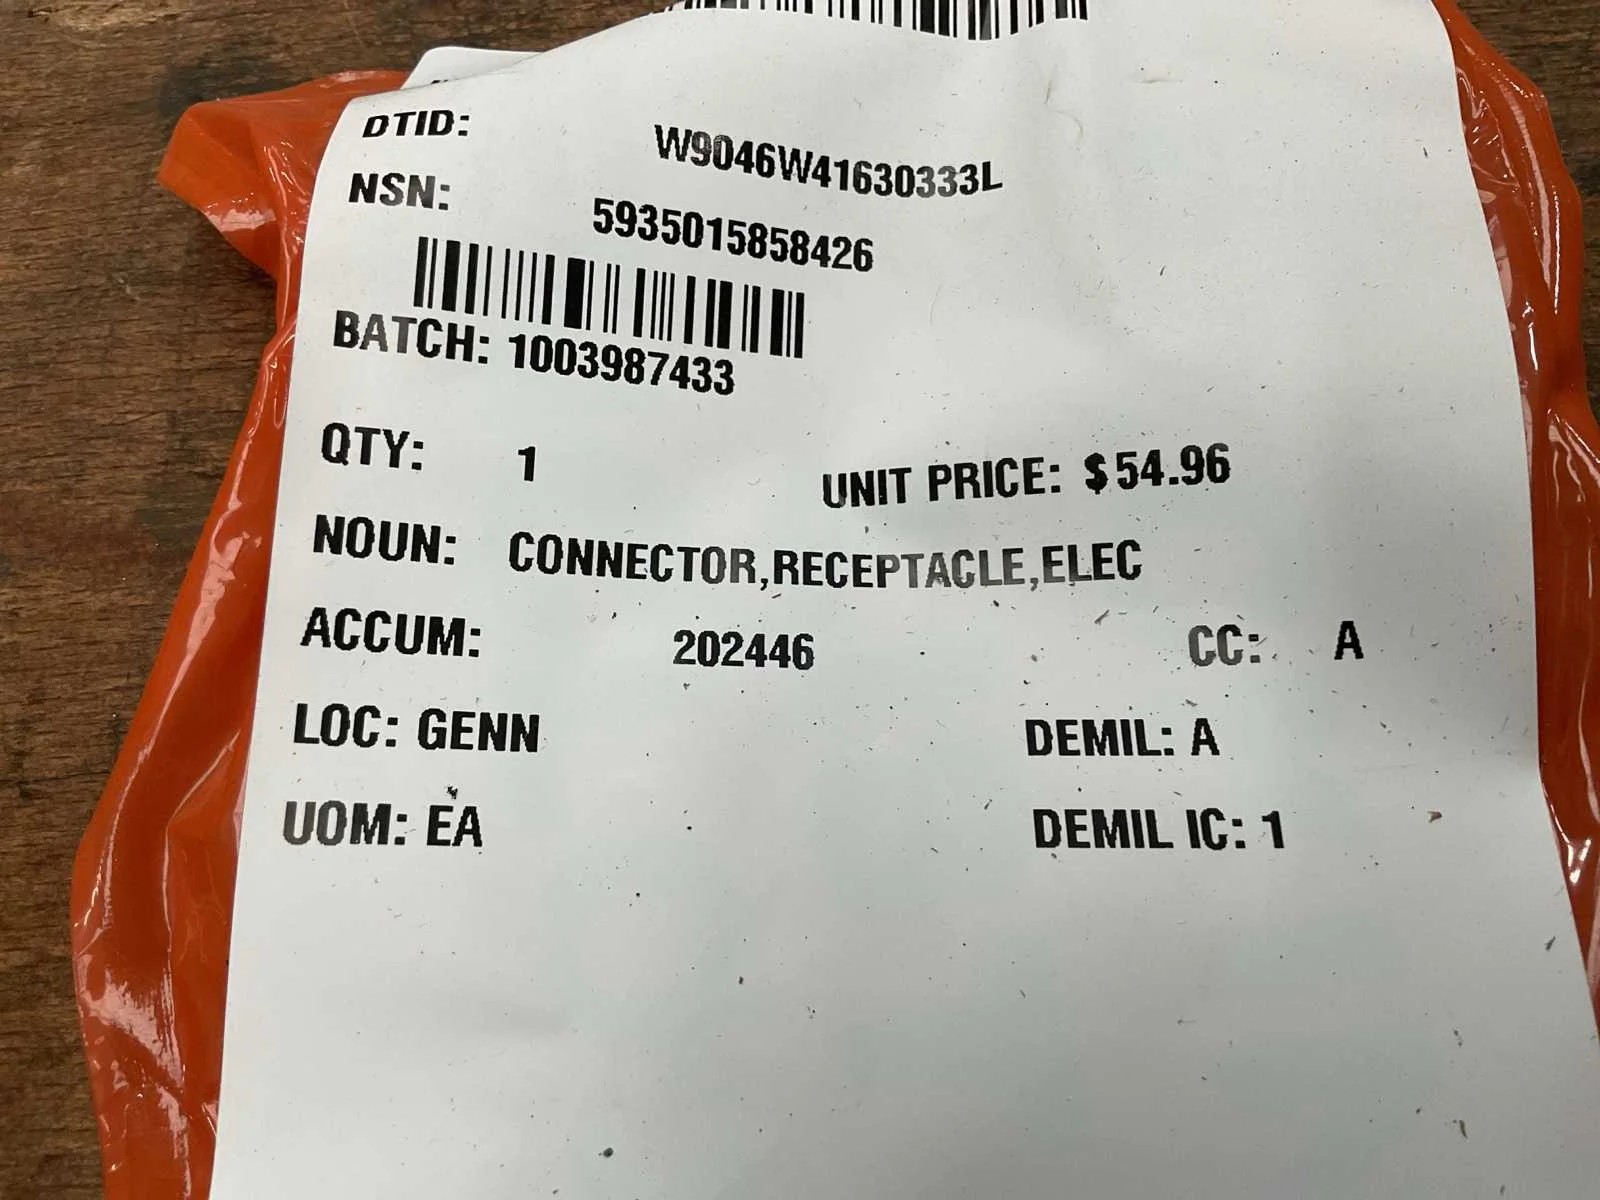 DTID: W9046W41630333L
NSN: 5935015858426
BATCH: 1003987433
QTY: 1 UNIT PRICE: $54.96
NOUN: CONNECTOR,RECEPTACLE,ELEC
ACCUM: 202446 CC: A
LOC: GENN DEMIL: A
UOM: EA DEMIL IC: 1